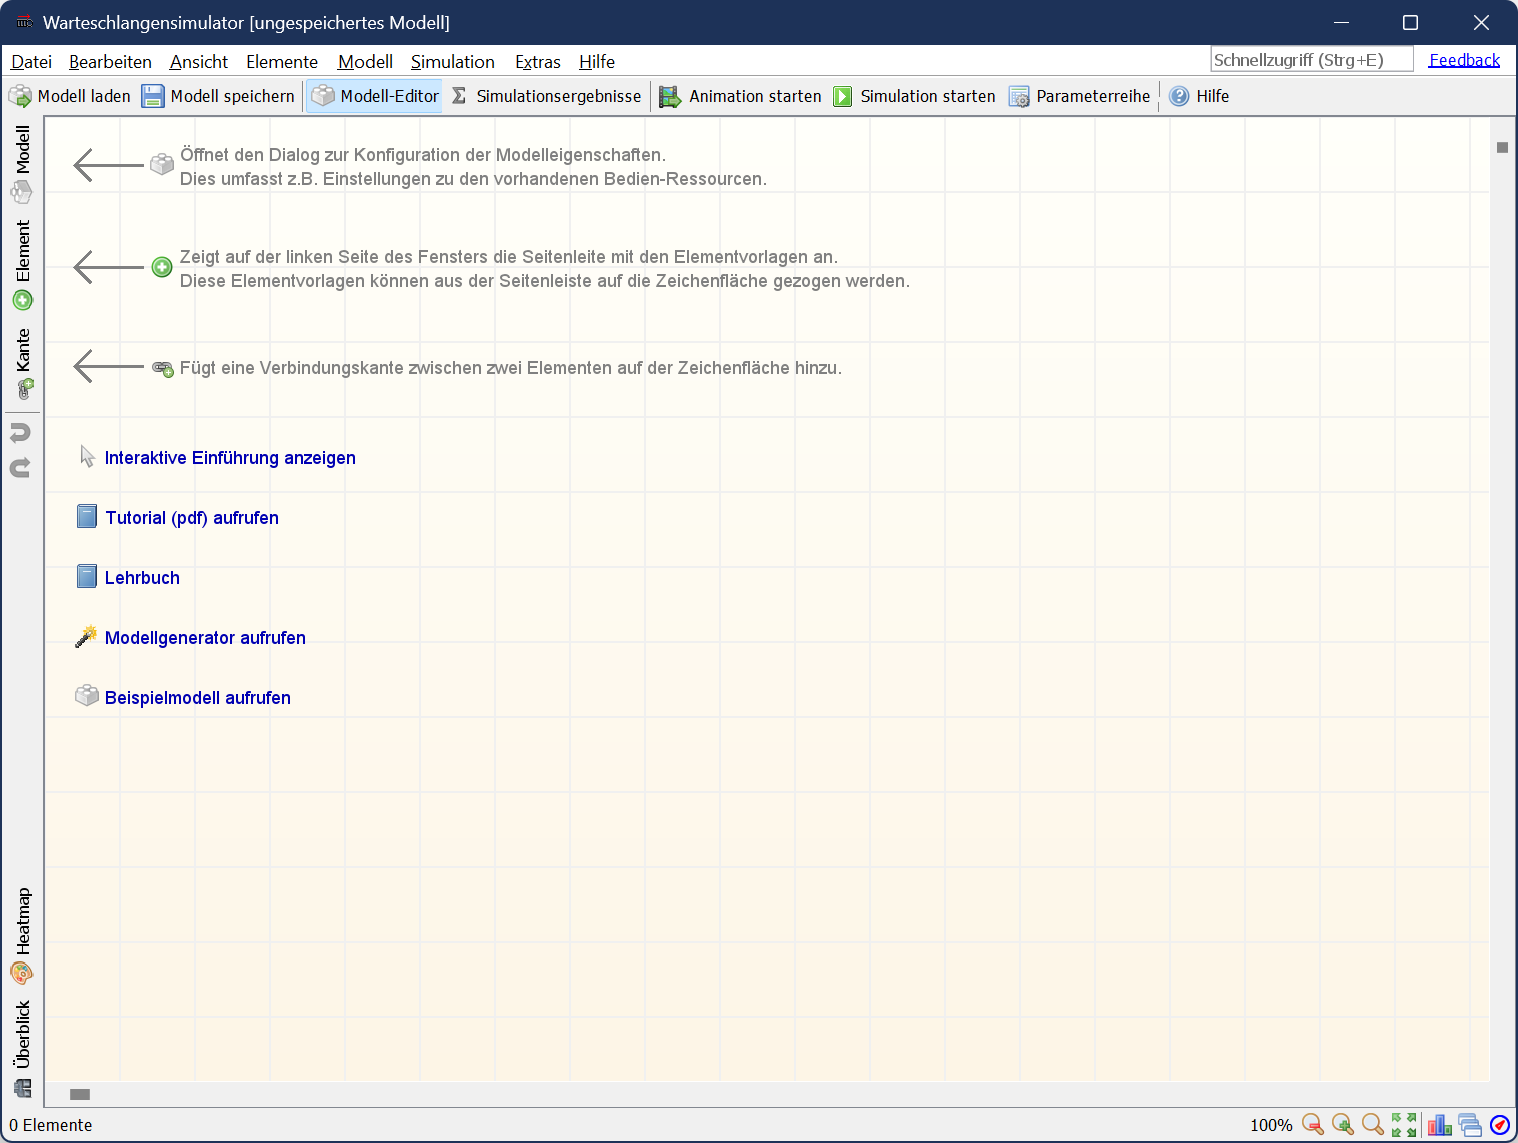 Warteschlangensimulator [ungespeichertes Modell]
Datei Bearbeiten Ansicht Elemente Modell Simulation Extras Hilfe Schnellzugriff (Strg+E) Feedback
Modell laden Modell speichern Modell-Editor Simulationsergebnisse Animation starten Simulation starten Parameterreihe Hilfe
Modell
Element
Kante
Öffnet den Dialog zur Konfiguration der Modelleigenschaften.
Dies umfasst z.B. Einstellungen zu den vorhandenen Bedien-Ressourcen.
Zeigt auf der linken Seite des Fensters die Seitenleite mit den Elementvorlagen an.
Diese Elementvorlagen können aus der Seitenleiste auf die Zeichenfläche gezogen werden.
Fügt eine Verbindungskante zwischen zwei Elementen auf der Zeichenfläche hinzu.
Interaktive Einführung anzeigen
Tutorial (pdf) aufrufen
Lehrbuch
Modellgenerator aufrufen
Beispielmodell aufrufen
Heatmap
Überblick
0 Elemente 100%